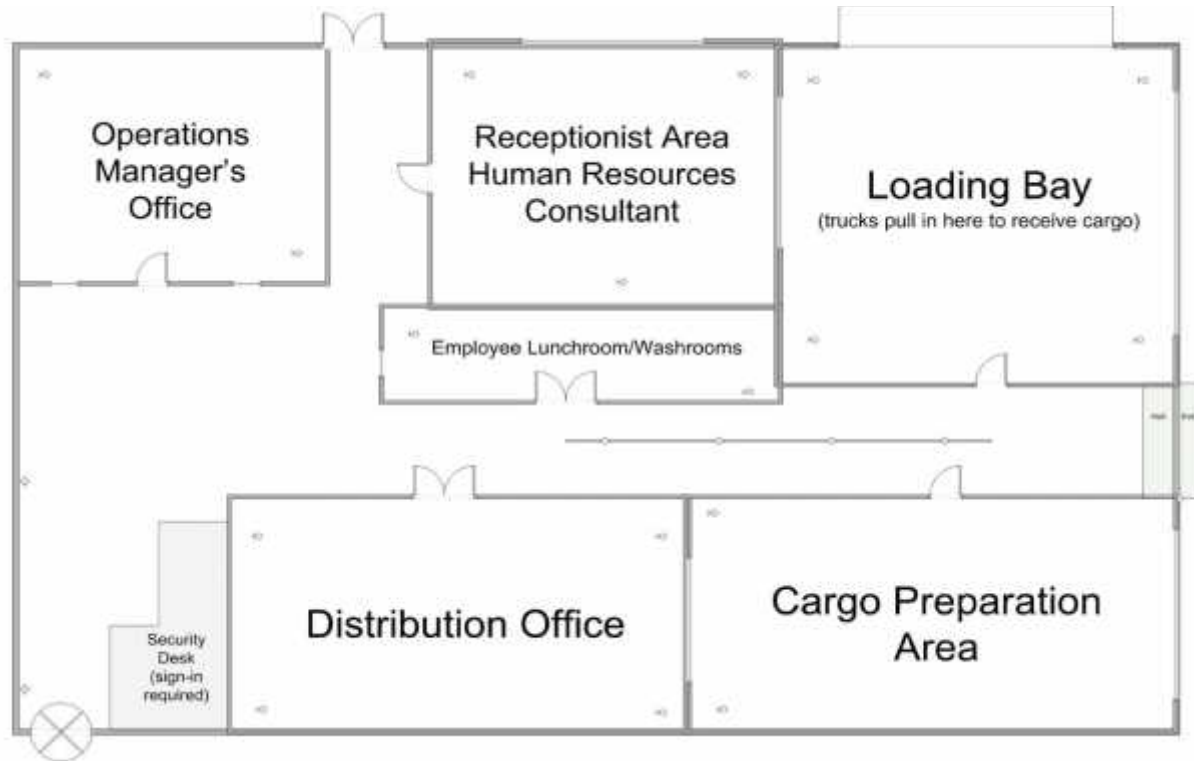 Operations
Manager's
Office
Receptionist Area
Human Resources
Consultant
Loading Bay
(trucks pull in here to receive cargo)
Employee Lunchroom/Washrooms
Distribution Office
Cargo Preparation
Area
Security
Desk
(sign-in
required)